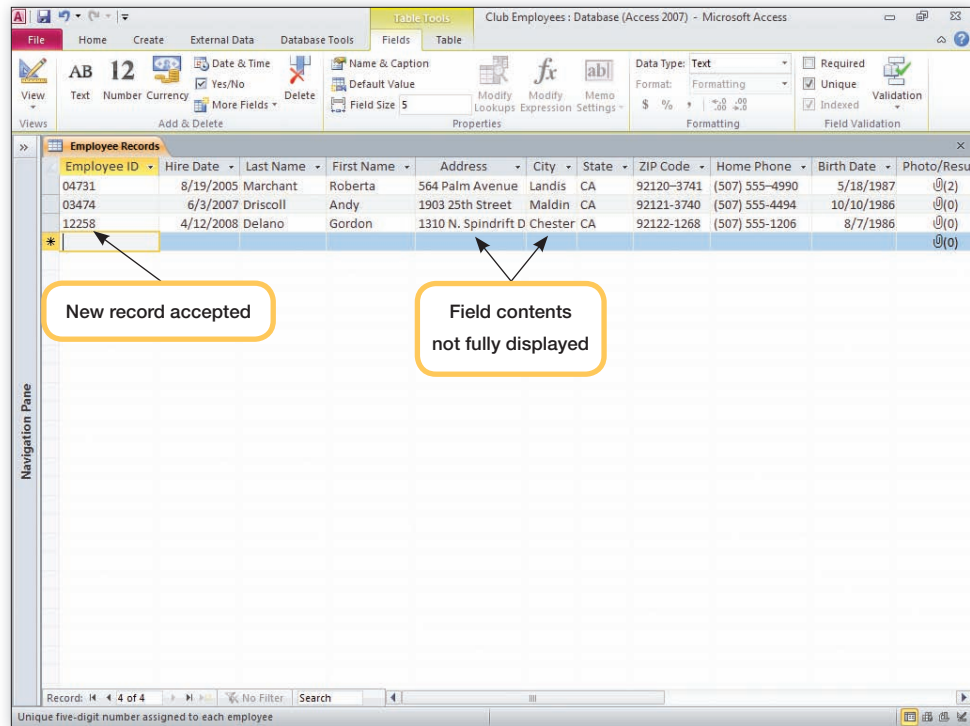 A Table Tools Club Employees : Database (Access 2007) - Microsoft Access
File Home Create External Data Database Tools Fields Table
View
AB Text
12 Number
Currency
Date & Time
Yes/No
More Fields
Delete
Name & Caption
Default Value
Field Size 5
Modify Lookups
fx Modify Expression
ab Memo Settings
Data Type: Text
Format: Formatting
$ % , .00 .00
Required
Unique
Indexed
Validation
Views Add & Delete Properties Formatting Field Validation
» Employee Records ×
Employee ID Hire Date Last Name First Name Address City State ZIP Code Home Phone Birth Date Photo/Resu
04731 8/19/2005 Marchant Roberta 564 Palm Avenue Landis CA 92120–3741 (507) 555–4990 5/18/1987 (2)
03474 6/3/2007 Driscoll Andy 1903 25th Street Maldin CA 92121-3740 (507) 555-4494 10/10/1986 (0)
12258 4/12/2008 Delano Gordon 1310 N. Spindrift D Chester CA 92122-1268 (507) 555-1206 8/7/1986 (0)
* (0)
New record accepted
Field contents
not fully displayed
Navigation Pane
Record: 4 of 4 No Filter Search
Unique five-digit number assigned to each employee